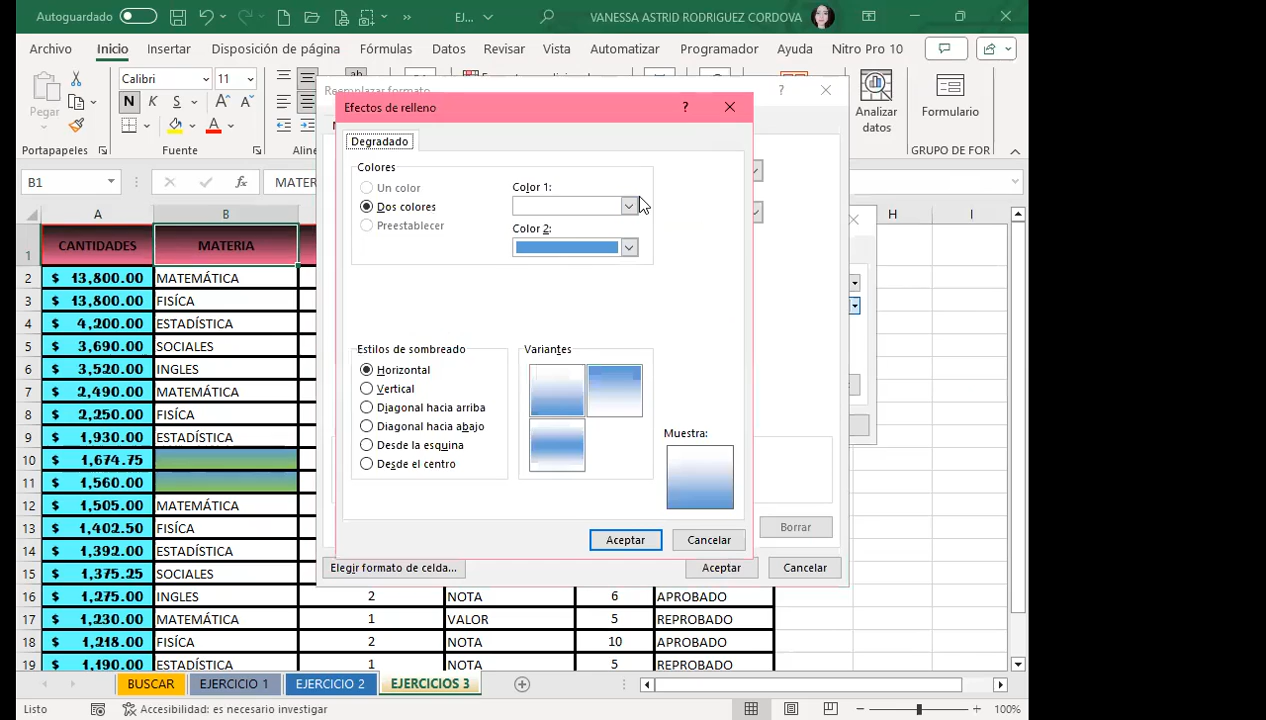 Autoguardado
EJ...
VANESSA ASTRID RODRIGUEZ CORDOVA
Archivo Inicio Insertar Disposición de página Fórmulas Datos Revisar Vista Automatizar Programador Ayuda Nitro Pro 10
Pegar
Calibri 11
N K S
Analizar datos
Formulario
Portapapeles Fuente Aline GRUPO DE FOR
Reemplazar formato
Efectos de relleno
Degradado
Colores
Un color
Dos colores
Preestablecer
Color 1:
Color 2:
Estilos de sombreado
Horizontal
Vertical
Diagonal hacia arriba
Diagonal hacia abajo
Desde la esquina
Desde el centro
Variantes
Muestra:
Aceptar Cancelar
Borrar
Elegir formato de celda...
Aceptar Cancelar
B1 fx MATER
A B H I
1 CANTIDADES MATERIA
2 $ 13,800.00 MATEMÁTICA
3 $ 13,800.00 FISÍCA
4 $ 4,200.00 ESTADÍSTICA
5 $ 3,690.00 SOCIALES
6 $ 3,520.00 INGLES
7 $ 2,490.00 MATEMÁTICA
8 $ 2,250.00 FISÍCA
9 $ 1,930.00 ESTADÍSTICA
10 $ 1,674.75
11 $ 1,560.00
12 $ 1,505.00 MATEMÁTICA
13 $ 1,402.50 FISÍCA
14 $ 1,392.00 ESTADÍSTICA
15 $ 1,375.25 SOCIALES
16 $ 1,275.00 INGLES 2 NOTA 6 APROBADO
17 $ 1,230.00 MATEMÁTICA 1 VALOR 5 REPROBADO
18 $ 1,218.00 FISÍCA 2 NOTA 10 APROBADO
19 $ 1,190.00 ESTADÍSTICA 1 NOTA 5 REPROBADO
BUSCAR EJERCICIO 1 EJERCICIO 2 EJERCICIOS 3
Listo Accesibilidad: es necesario investigar 100%